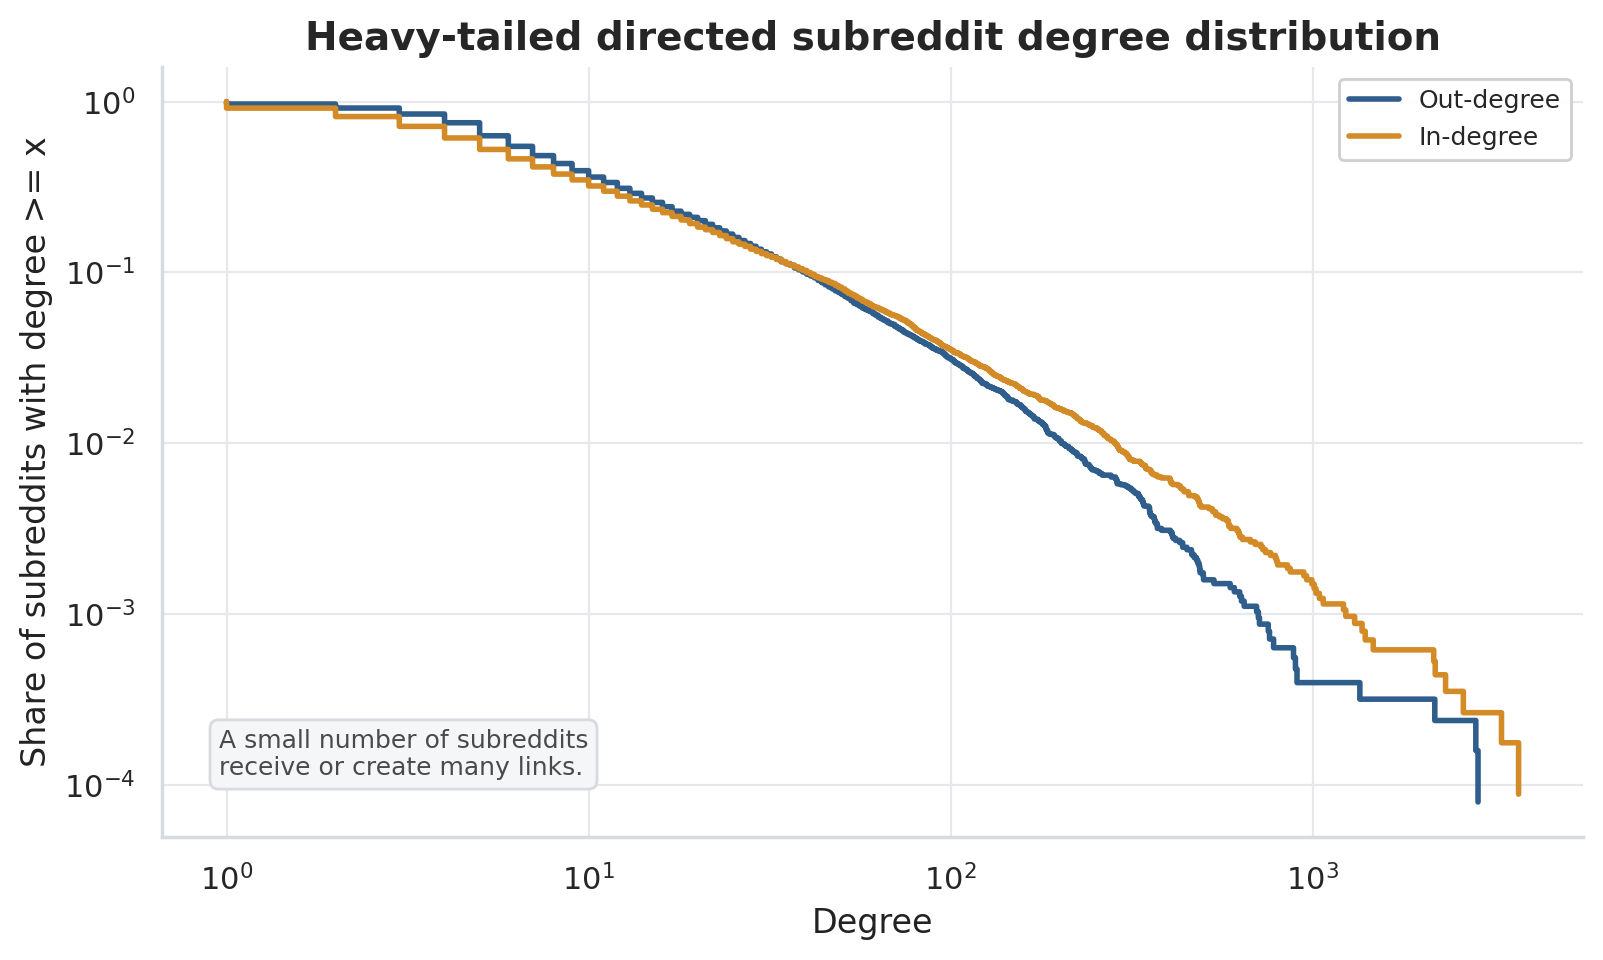 Heavy-tailed directed subreddit degree distribution
Out-degree
In-degree
Share of subreddits with degree >= x
10⁰
10⁻¹
10⁻²
10⁻³
10⁻⁴
A small number of subreddits
receive or create many links.
10⁰
10¹
10²
10³
Degree